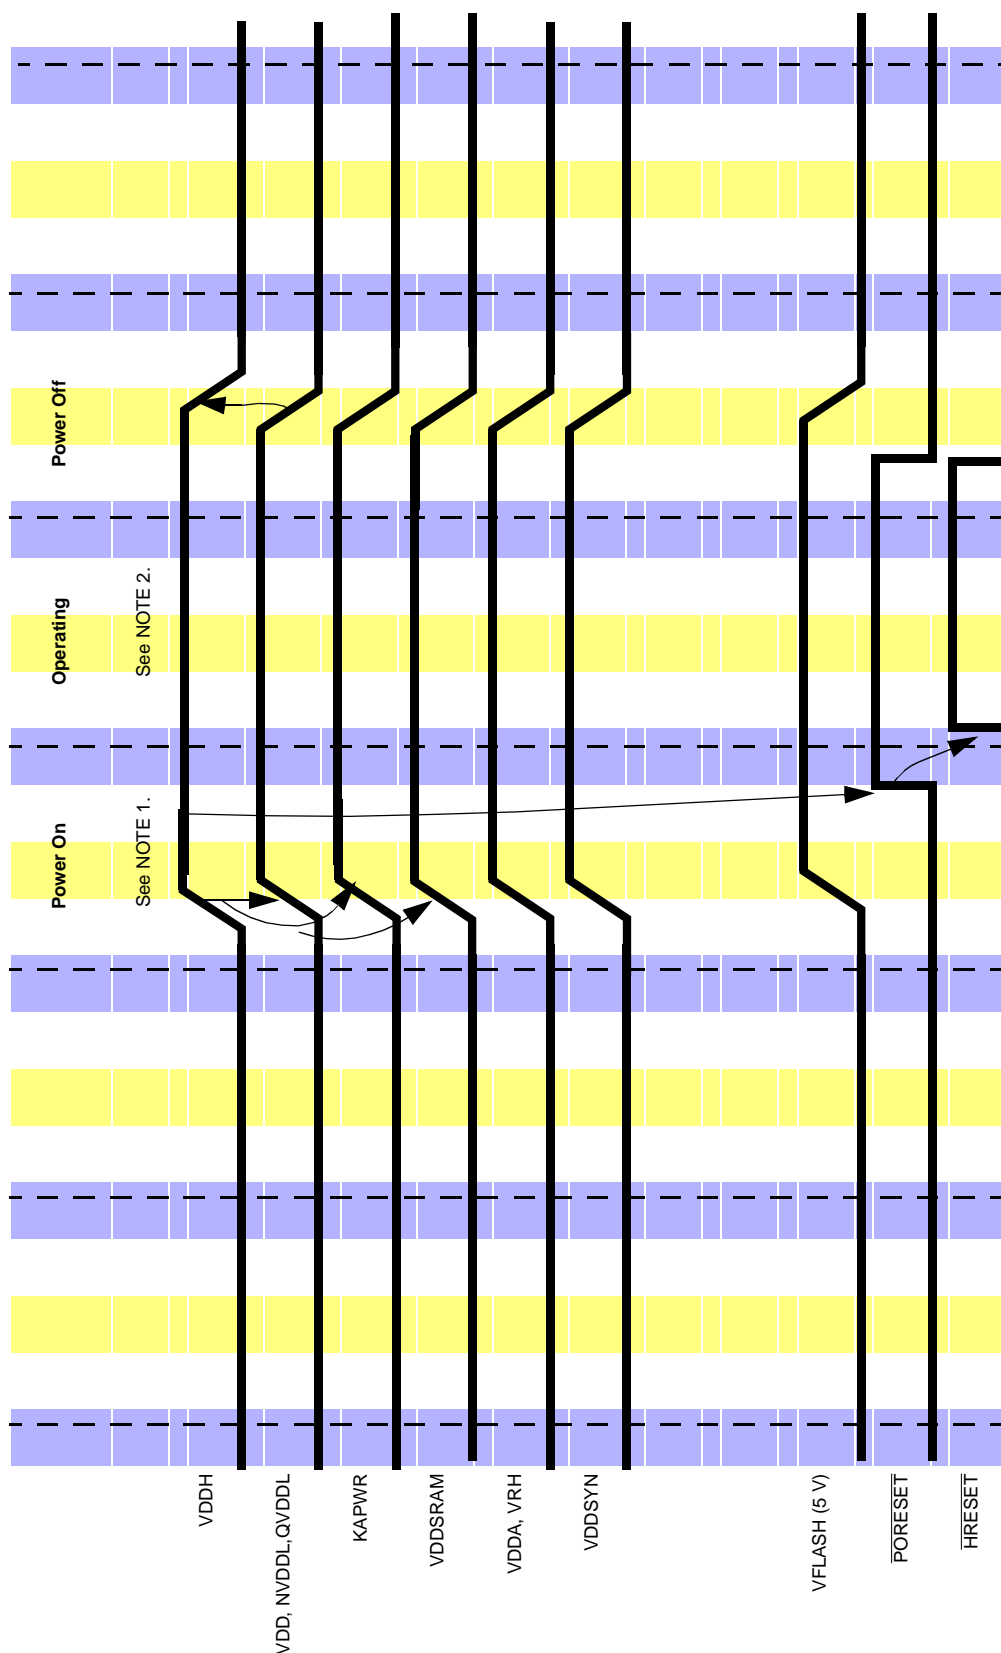 Power On
Operating
Power Off
See NOTE 1.
See NOTE 2.
VDDH
VDD, NVDDL,QVDDL
KAPWR
VDDSRAM
VDDA, VRH
VDDSYN
VFLASH (5 V)
PORESET
HRESET